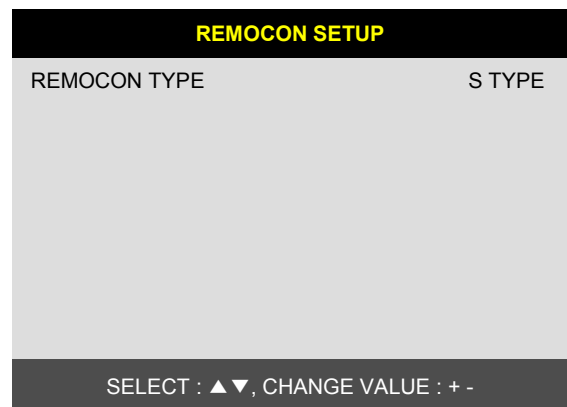 REMOCON SETUP
REMOCON TYPE S TYPE
SELECT : ▲▼, CHANGE VALUE : + -